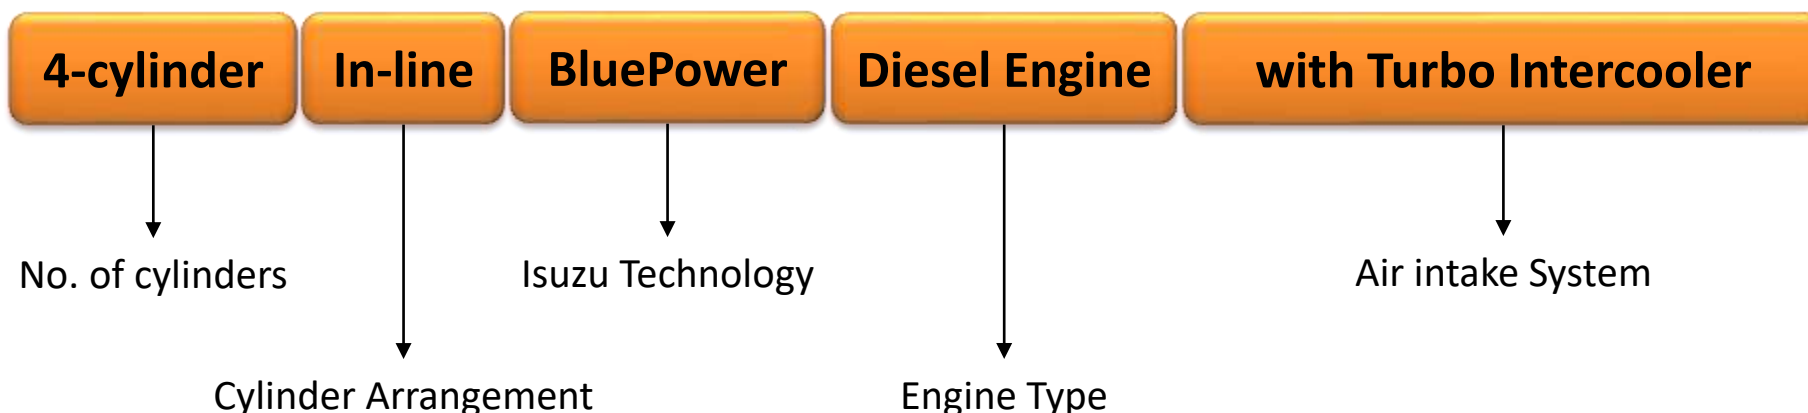 4-cylinder In-line BluePower Diesel Engine with Turbo Intercooler
No. of cylinders Isuzu Technology Air intake System
Cylinder Arrangement Engine Type